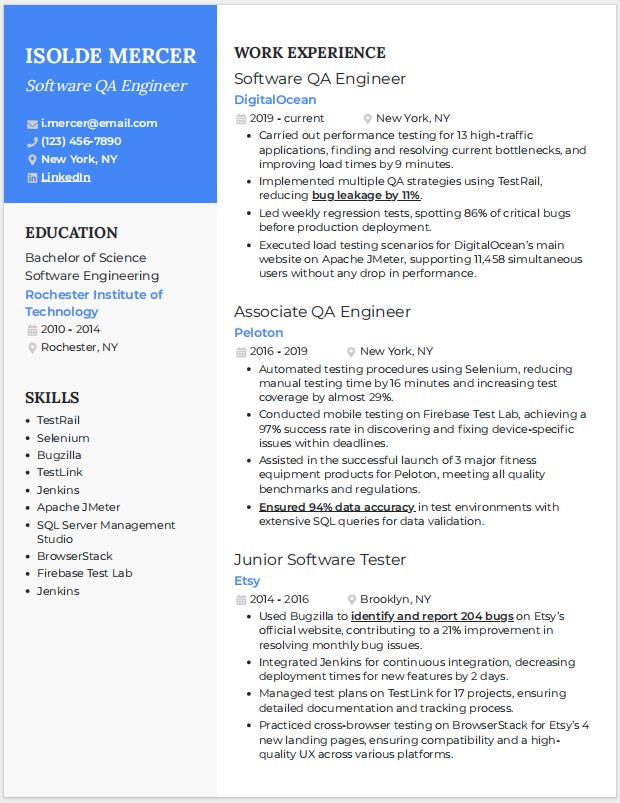 ISOLDE MERCER
Software QA Engineer
i.mercer@email.com
(123) 456-7890
New York, NY
LinkedIn
EDUCATION
Bachelor of Science
Software Engineering
Rochester Institute of
Technology
2010 - 2014
Rochester, NY
SKILLS
TestRail
Selenium
Bugzilla
TestLink
Jenkins
Apache JMeter
SQL Server Management
Studio
BrowserStack
Firebase Test Lab
Jenkins
WORK EXPERIENCE
Software QA Engineer
DigitalOcean
2019 - current New York, NY
Carried out performance testing for 13 high-traffic
applications, finding and resolving current bottlenecks, and
improving load times by 9 minutes.
Implemented multiple QA strategies using TestRail,
reducing bug leakage by 11%.
Led weekly regression tests, spotting 86% of critical bugs
before production deployment.
Executed load testing scenarios for DigitalOcean's main
website on Apache JMeter, supporting 11,458 simultaneous
users without any drop in performance.
Associate QA Engineer
Peloton
2016 - 2019 New York, NY
Automated testing procedures using Selenium, reducing
manual testing time by 16 minutes and increasing test
coverage by almost 29%.
Conducted mobile testing on Firebase Test Lab, achieving a
97% success rate in discovering and fixing device-specific
issues within deadlines.
Assisted in the successful launch of 3 major fitness
equipment products for Peloton, meeting all quality
benchmarks and regulations.
Ensured 94% data accuracy in test environments with
extensive SQL queries for data validation.
Junior Software Tester
Etsy
2014 - 2016 Brooklyn, NY
Used Bugzilla to identify and report 204 bugs on Etsy's
official website, contributing to a 21% improvement in
resolving monthly bug issues.
Integrated Jenkins for continuous integration, decreasing
deployment times for new features by 2 days.
Managed test plans on TestLink for 17 projects, ensuring
detailed documentation and tracking process.
Practiced cross-browser testing on BrowserStack for Etsy's 4
new landing pages, ensuring compatibility and a high-
quality UX across various platforms.